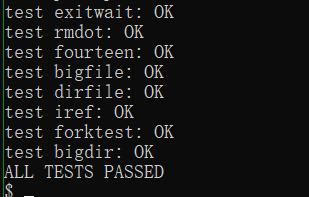 test exitwait: OK
test rmdot: OK
test fourteen: OK
test bigfile: OK
test dirfile: OK
test iref: OK
test forktest: OK
test bigdir: OK
ALL TESTS PASSED
$ _